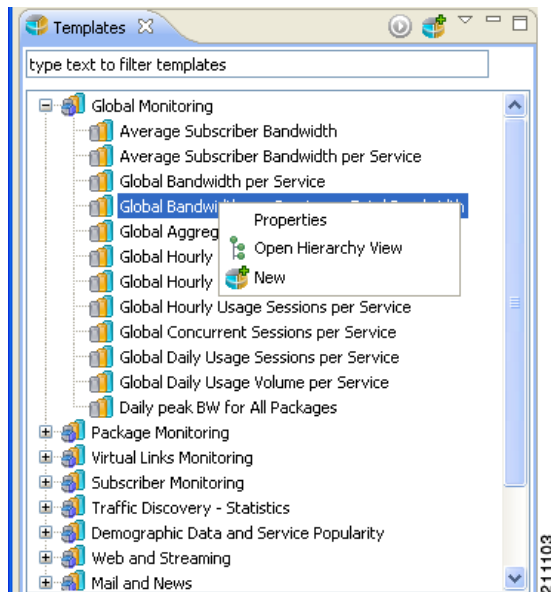 Templates
type text to filter templates
Global Monitoring
Average Subscriber Bandwidth
Average Subscriber Bandwidth per Service
Global Bandwidth per Service
Global
Properties
Global
Open Hierarchy View
Global Hourly
Global Hourly
New
Global Hourly Usage Sessions per Service
Global Concurrent Sessions per Service
Global Daily Usage Sessions per Service
Global Daily Usage Volume per Service
Daily peak BW for All Packages
Package Monitoring
Virtual Links Monitoring
Subscriber Monitoring
Traffic Discovery - Statistics
Demographic Data and Service Popularity
Web and Streaming
Mail and News
211103